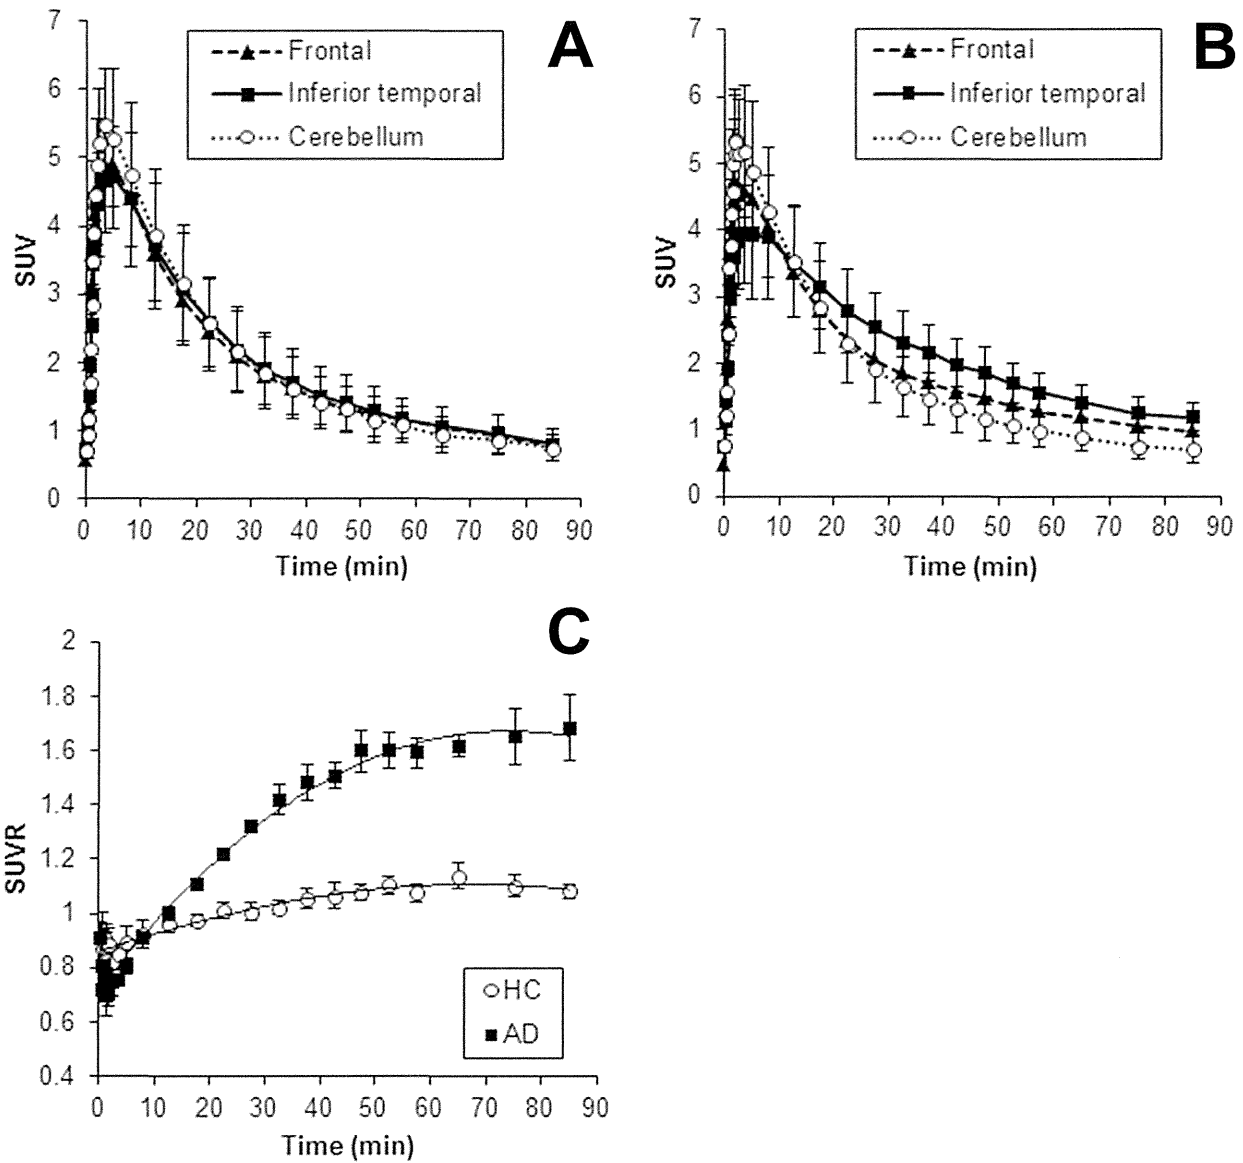 A
7
6
5
4
3
2
1
0
SUV
Frontal
Inferior temporal
Cerebellum
0 10 20 30 40 50 60 70 80 90
Time (min)
B
7
6
5
4
3
2
1
0
SUV
Frontal
Inferior temporal
Cerebellum
0 10 20 30 40 50 60 70 80 90
Time (min)
C
2
1.8
1.6
1.4
1.2
1
0.8
0.6
0.4
SUVR
HC
AD
0 10 20 30 40 50 60 70 80 90
Time (min)